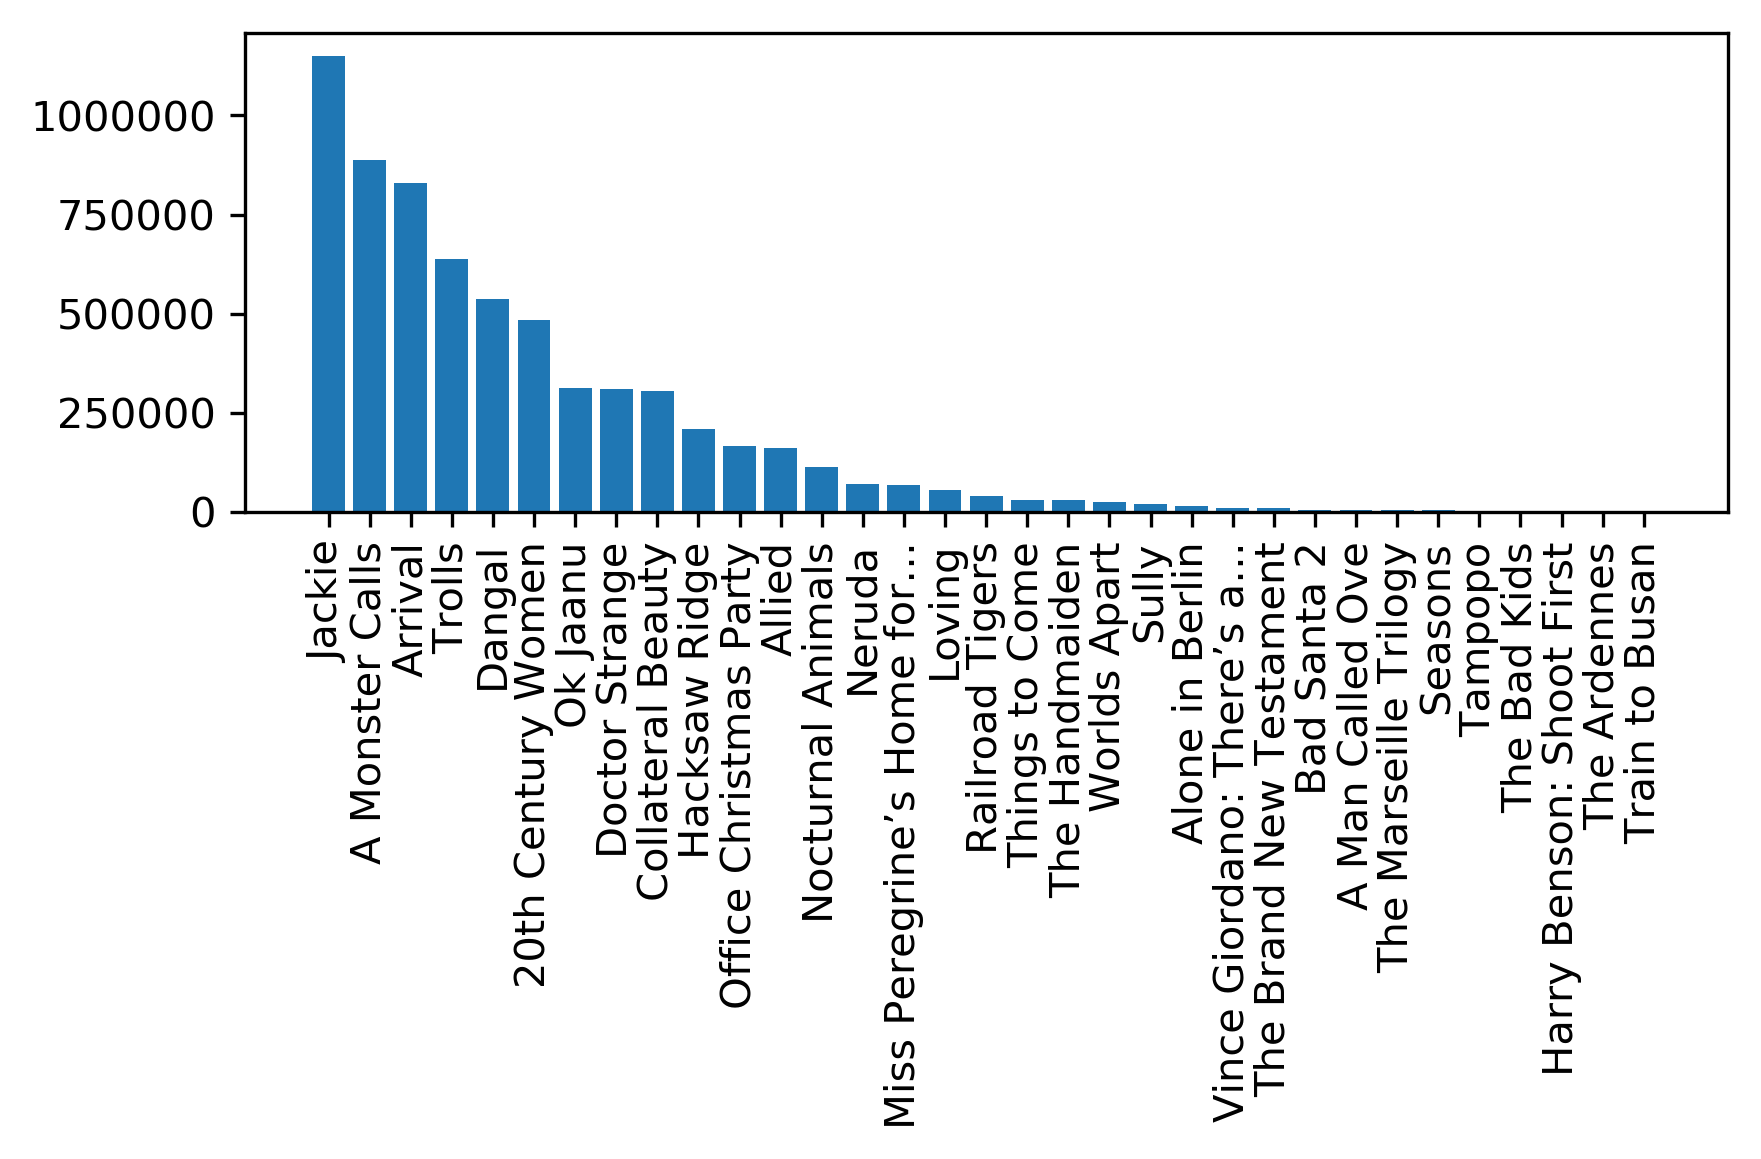 1000000
750000
500000
250000
0
Jackie
A Monster Calls
Arrival
Trolls
Dangal
20th Century Women
Ok Jaanu
Doctor Strange
Collateral Beauty
Hacksaw Ridge
Office Christmas Party
Allied
Nocturnal Animals
Neruda
Miss Peregrine’s Home for…
Loving
Railroad Tigers
Things to Come
The Handmaiden
Worlds Apart
Sully
Alone in Berlin
Vince Giordano: There’s a…
The Brand New Testament
Bad Santa 2
A Man Called Ove
The Marseille Trilogy
Seasons
Tampopo
The Bad Kids
Harry Benson: Shoot First
The Ardennes
Train to Busan